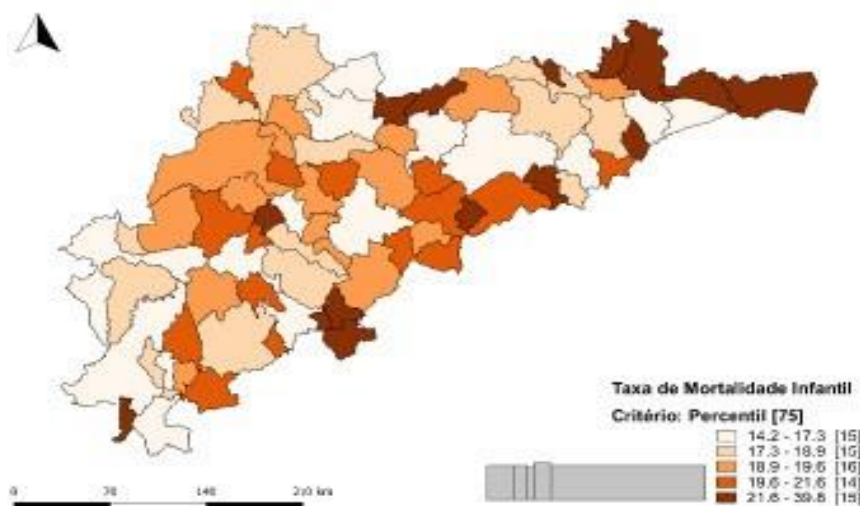 Taxa de Mortalidade Infantil
Critério: Percentil [75]
14.2 - 17.3 [15]
17.3 - 18.9 [15]
18.9 - 19.6 [16]
19.6 - 21.6 [14]
21.6 - 39.8 [15]
0 70 140 210 km